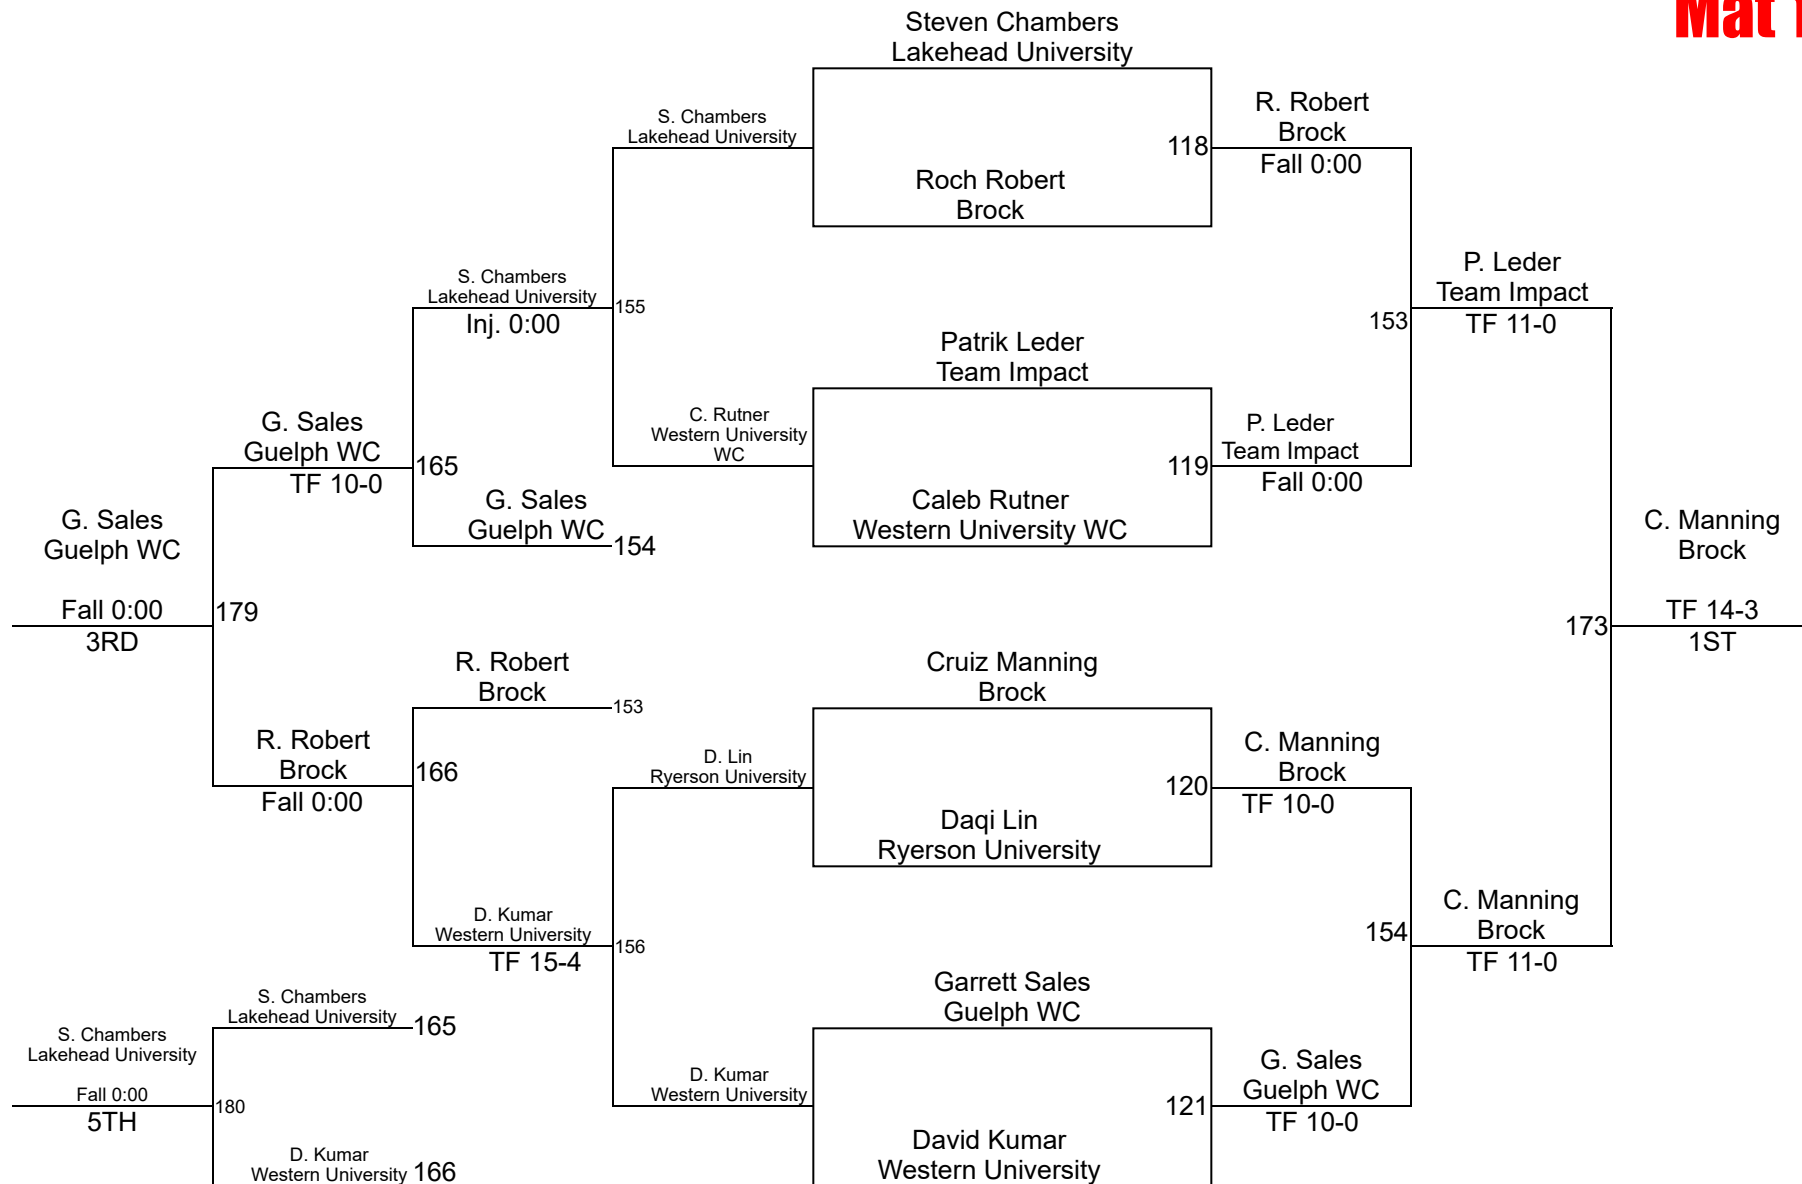 Mat 1
Steven Chambers
Lakehead University
S. Chambers
Lakehead University
118
R. Robert
Brock
Fall 0:00
Roch Robert
Brock
S. Chambers
Lakehead University
Inj. 0:00
155
153
P. Leder
Team Impact
TF 11-0
Patrik Leder
Team Impact
C. Rutner
Western University
WC
119
P. Leder
Team Impact
Fall 0:00
Caleb Rutner
Western University WC
G. Sales
Guelph WC
TF 10-0
165
G. Sales
Guelph WC
154
G. Sales
Guelph WC
Fall 0:00
3RD
179
C. Manning
Brock
TF 14-3
1ST
173
R. Robert
Brock
153
Cruiz Manning
Brock
R. Robert
Brock
Fall 0:00
166
D. Lin
Ryerson University
120
C. Manning
Brock
TF 10-0
Daqi Lin
Ryerson University
D. Kumar
Western University
TF 15-4
156
154
C. Manning
Brock
TF 11-0
Garrett Sales
Guelph WC
S. Chambers
Lakehead University
165
S. Chambers
Lakehead University
Fall 0:00
5TH
180
D. Kumar
Western University
121
G. Sales
Guelph WC
TF 10-0
David Kumar
Western University
D. Kumar
Western University
166